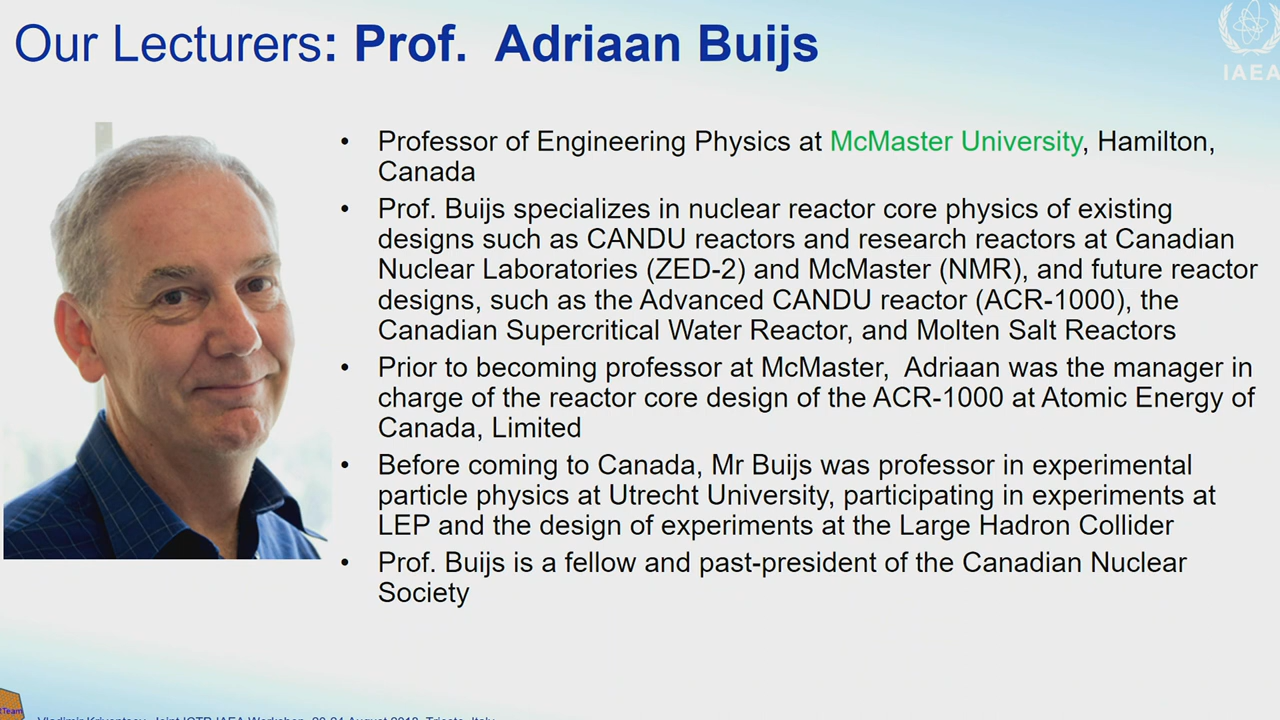 Our Lecturers: Prof. Adriaan Buijs
IAEA
• Professor of Engineering Physics at McMaster University, Hamilton,
Canada
• Prof. Buijs specializes in nuclear reactor core physics of existing
designs such as CANDU reactors and research reactors at Canadian
Nuclear Laboratories (ZED-2) and McMaster (NMR), and future reactor
designs, such as the Advanced CANDU reactor (ACR-1000), the
Canadian Supercritical Water Reactor, and Molten Salt Reactors
• Prior to becoming professor at McMaster, Adriaan was the manager in
charge of the reactor core design of the ACR-1000 at Atomic Energy of
Canada, Limited
• Before coming to Canada, Mr Buijs was professor in experimental
particle physics at Utrecht University, participating in experiments at
LEP and the design of experiments at the Large Hadron Collider
• Prof. Buijs is a fellow and past-president of the Canadian Nuclear
Society